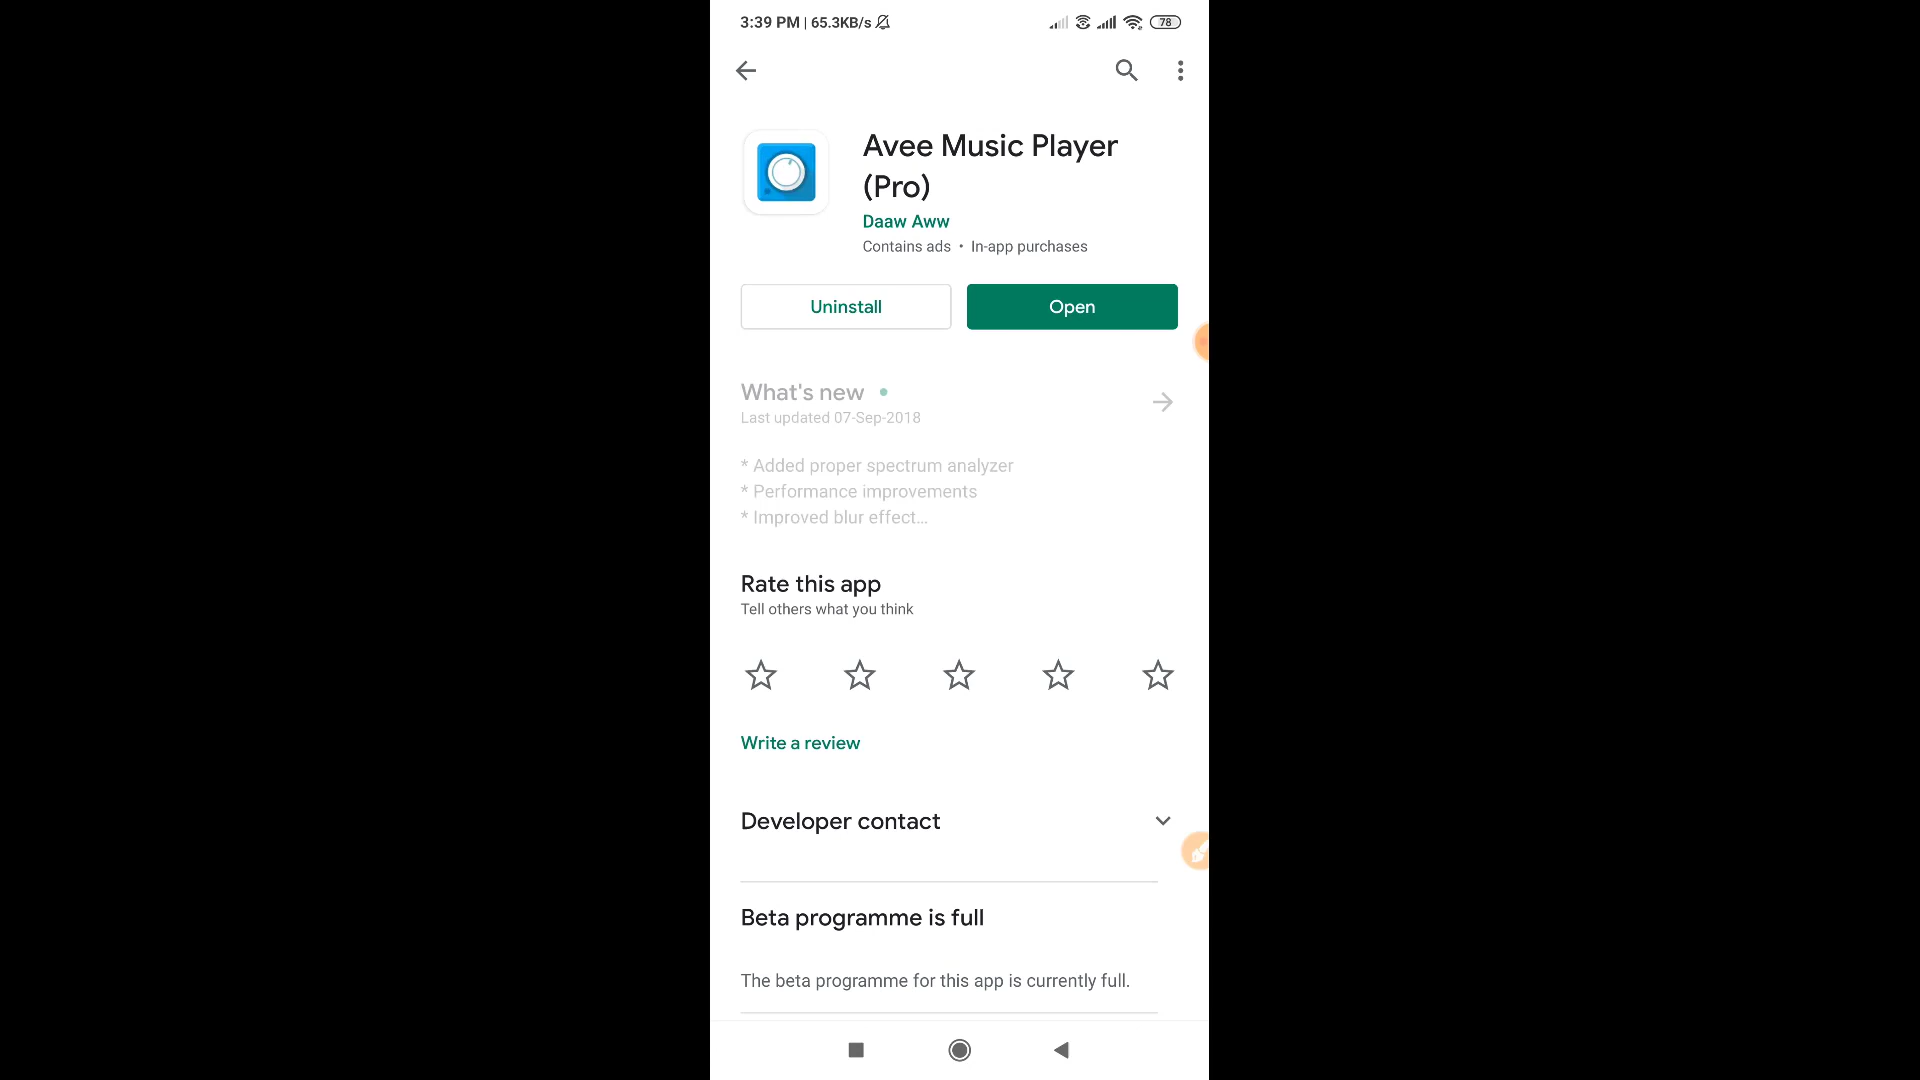 3:39 PM | 65.3KB/s
78
Avee Music Player
(Pro)
Daaw Aww
Contains ads • In-app purchases
Uninstall
Open
What's new •
Last updated 07-Sep-2018
* Added proper spectrum analyzer
* Performance improvements
* Improved blur effect...
Rate this app
Tell others what you think
Write a review
Developer contact
Beta programme is full
The beta programme for this app is currently full.